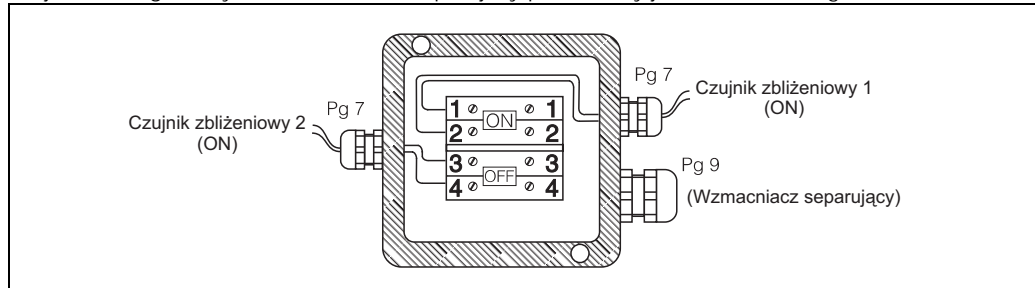 Pg 7
Czujnik zbliżeniowy 1
(ON)
Pg 7
Czujnik zbliżeniowy 2
(ON)
1 ON 1
2 2
3 OFF 3
4 4
Pg 9
(Wzmacniacz separujący)